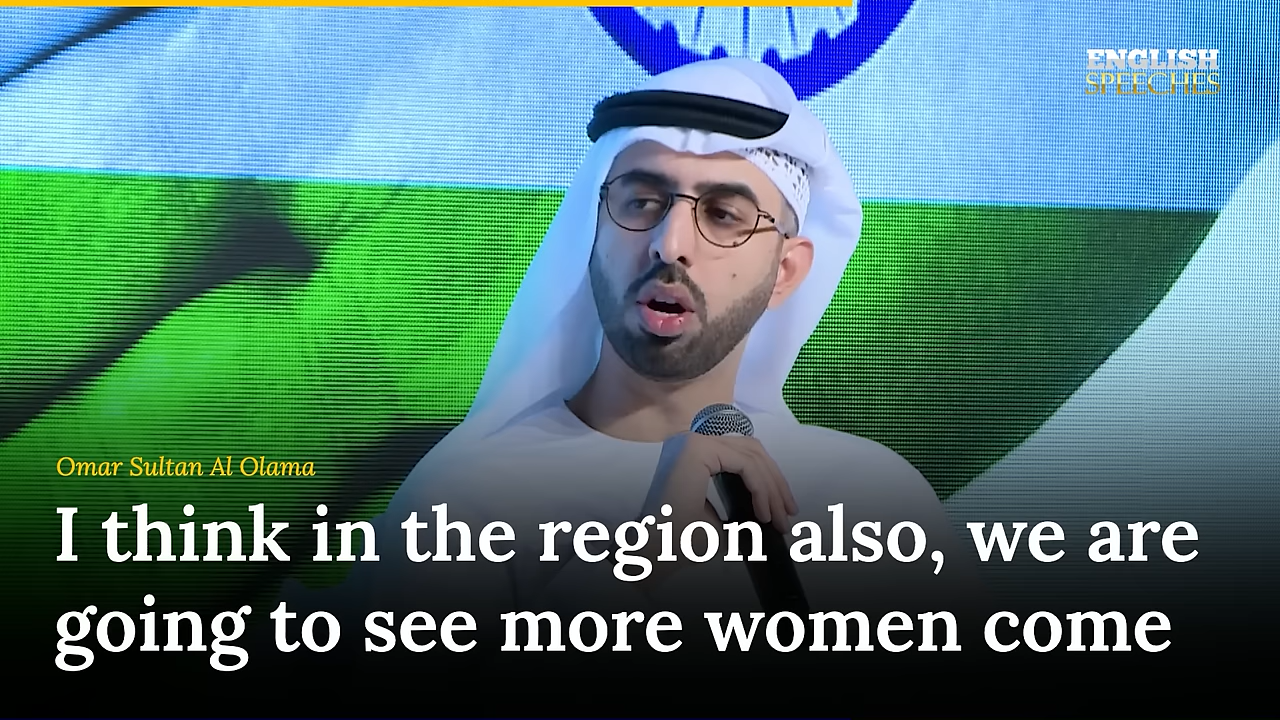 ENGLISH
SPEECHES
Omar Sultan Al Olama
I think in the region also, we are
going to see more women come